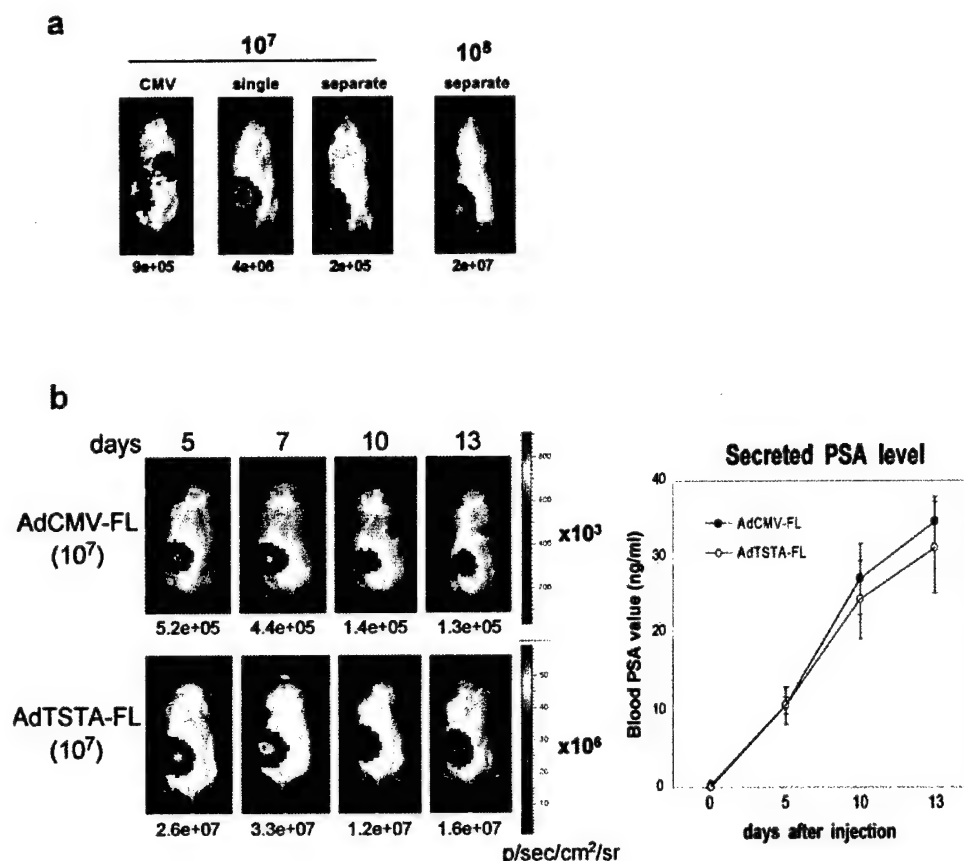 a
10⁷ 10⁸
CMV single separate separate
9e+05 4e+06 2e+05 2e+07
b
days 5 7 10 13
AdCMV-FL
(10⁷)
x10³
5.2e+05 4.4e+05 1.4e+05 1.3e+05
AdTSTA-FL
(10⁷)
50
30
20
10
x10⁶
2.6e+07 3.3e+07 1.2e+07 1.6e+07
p/sec/cm²/sr
Secreted PSA level
AdCMV-FL
AdTSTA-FL
Blood PSA value (ng/ml)
40
30
20
10
0
0 5 10 13
days after injection